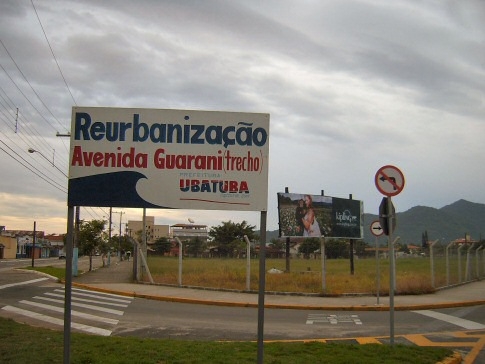 Reurbanização
Avenida Guarani (trecho)
PREFEITURA
UBATUBA